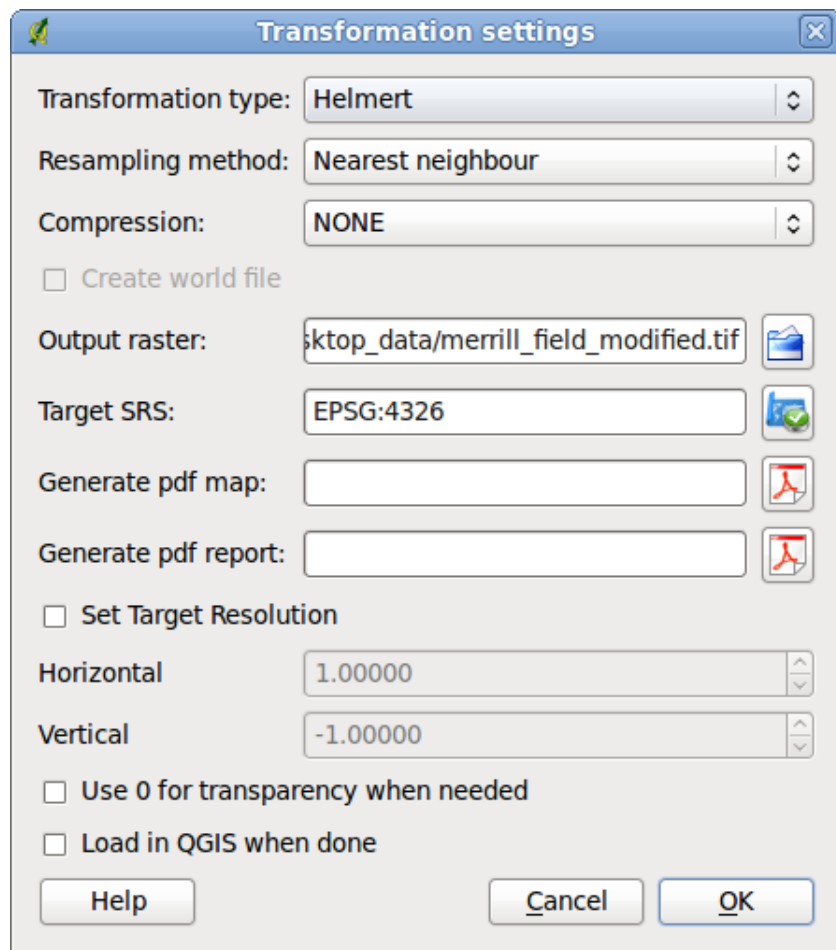 Transformation settings
Transformation type: Helmert
Resampling method: Nearest neighbour
Compression: NONE
Create world file
Output raster: sktop_data/merrill_field_modified.tif
Target SRS: EPSG:4326
Generate pdf map:
Generate pdf report:
Set Target Resolution
Horizontal 1.00000
Vertical -1.00000
Use 0 for transparency when needed
Load in QGIS when done
Help Cancel OK